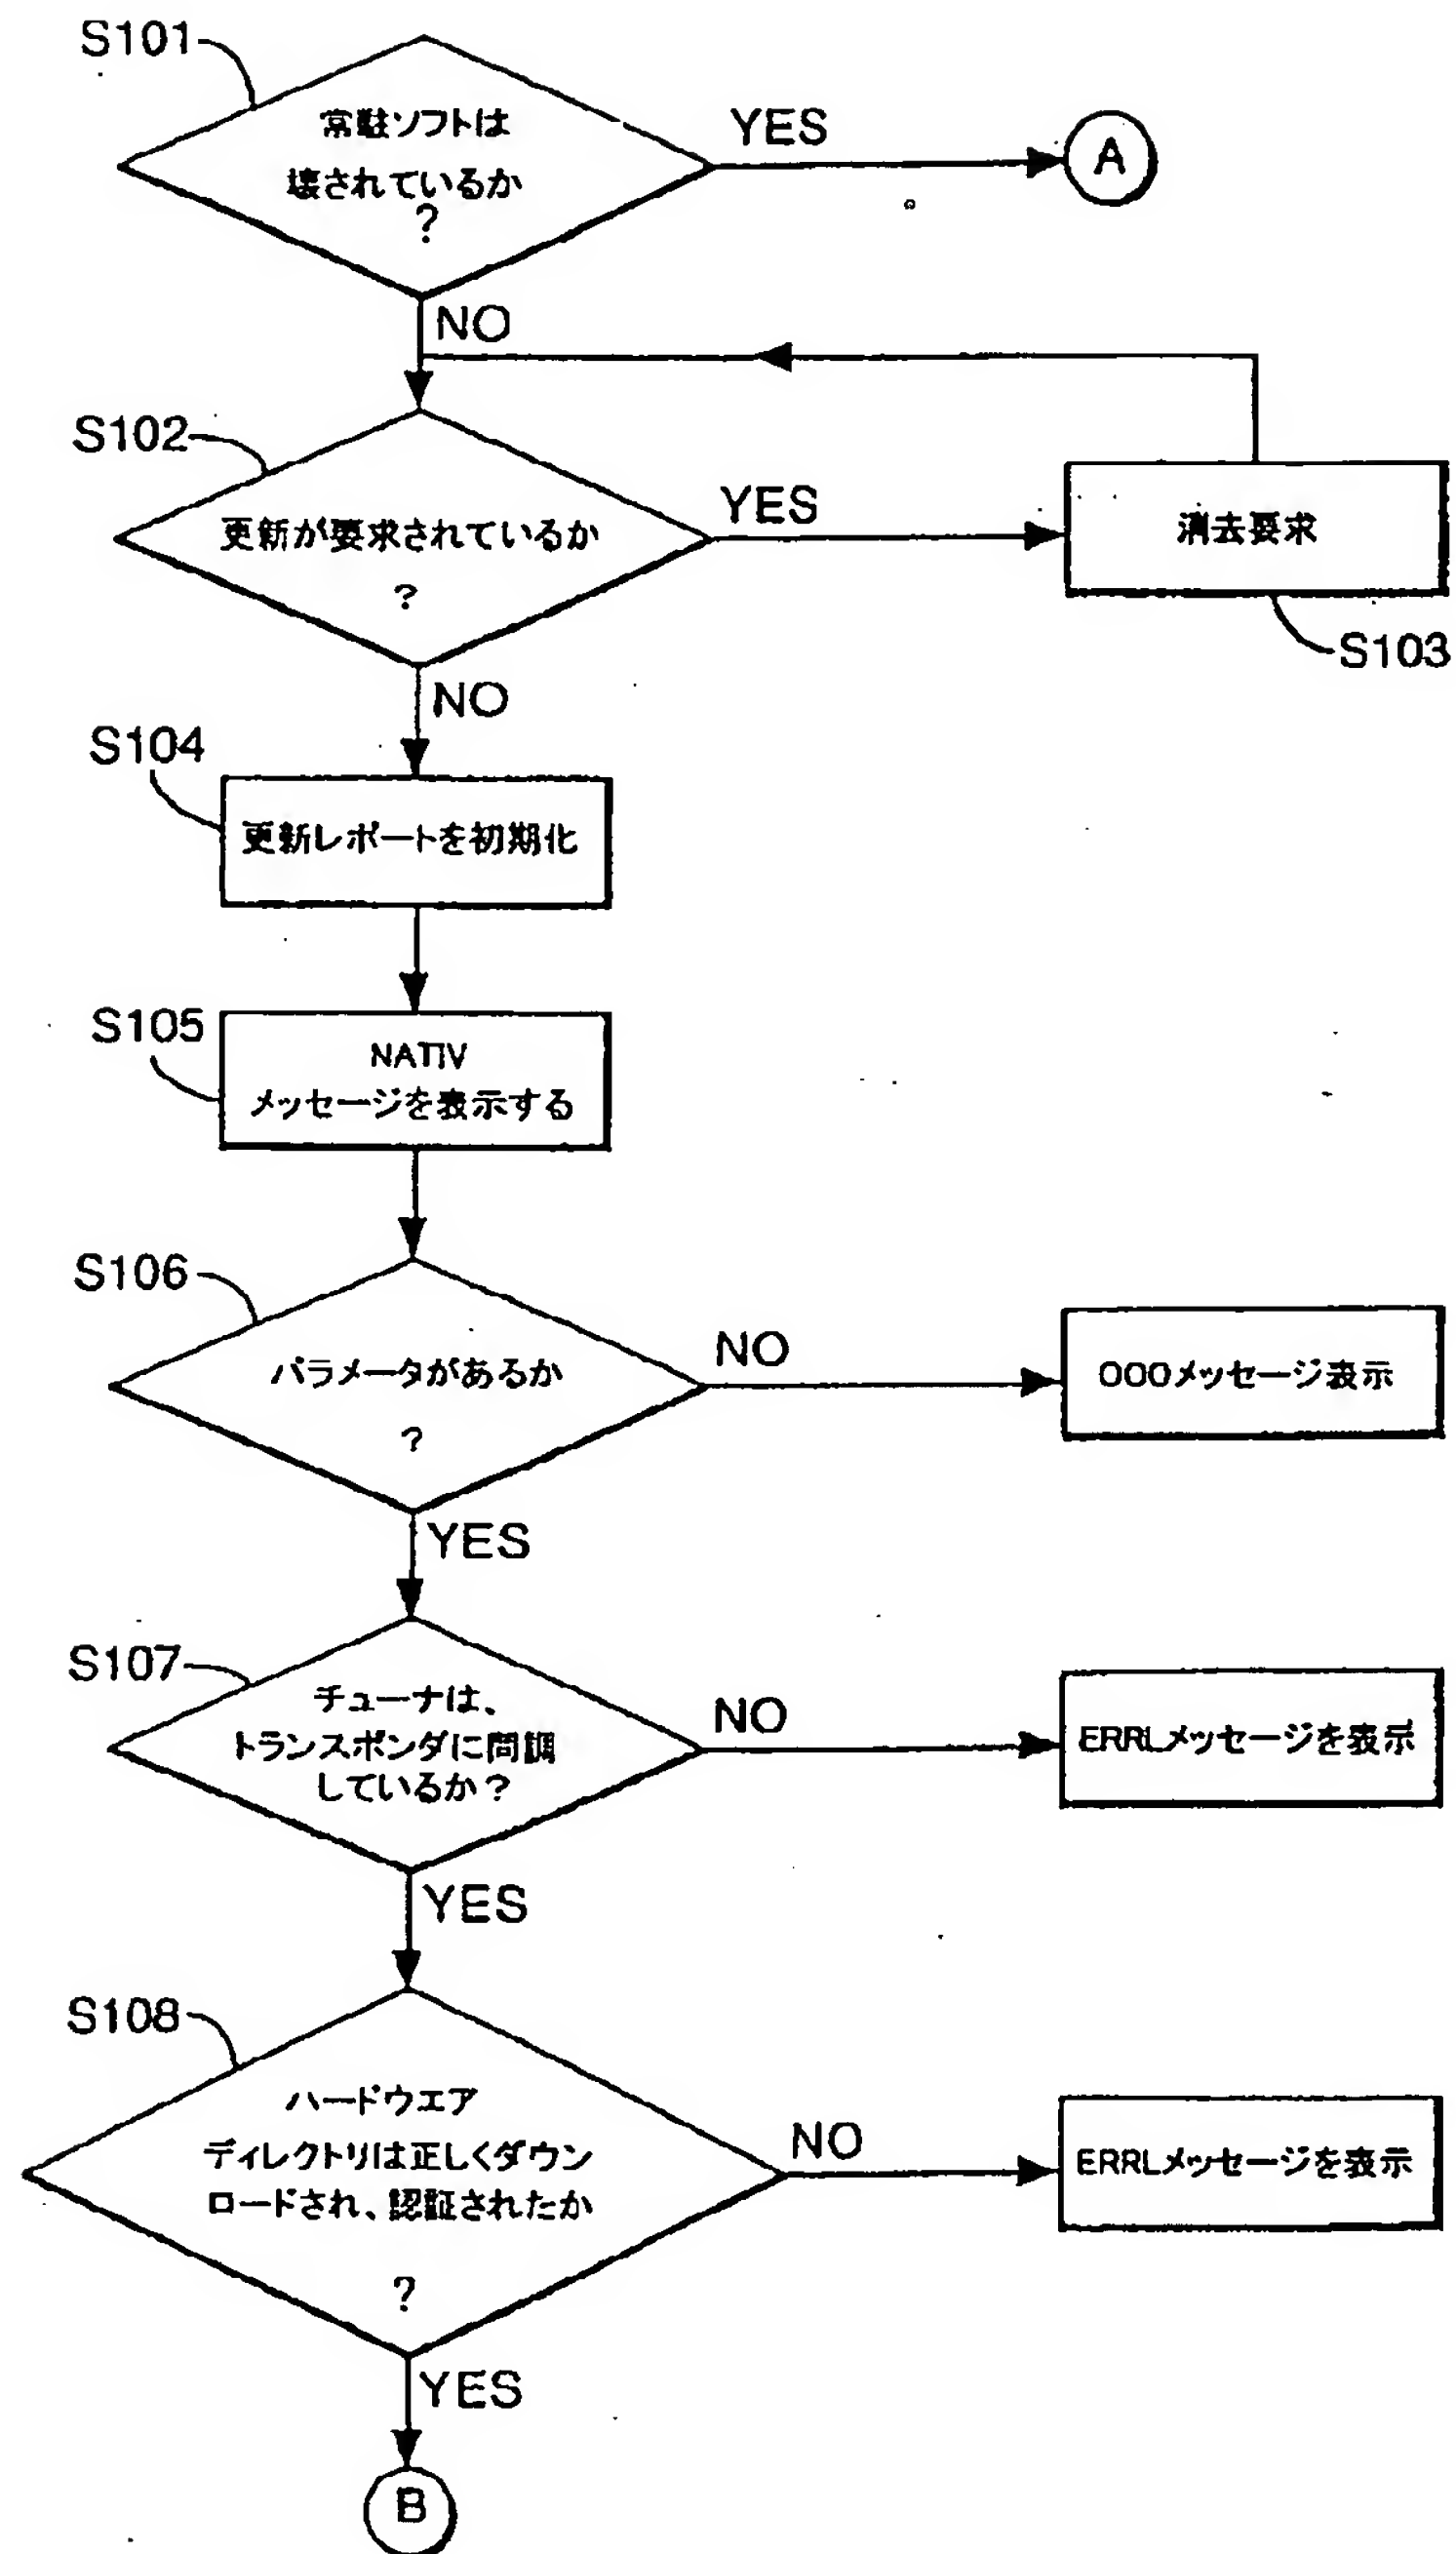 S101
常駐ソフトは
壊されているか
?
YES
A
NO
S102
更新が要求されているか
?
YES
消去要求
S103
NO
S104
更新レポートを初期化
S105
NATIV
メッセージを表示する
S106
パラメータがあるか
?
NO
OOOメッセージ表示
YES
S107
チューナは、
トランスポンダに同調
しているか?
NO
ERRLメッセージを表示
YES
S108
ハードウエア
ディレクトリは正しくダウン
ロードされ、認証されたか
?
NO
ERRLメッセージを表示
YES
B